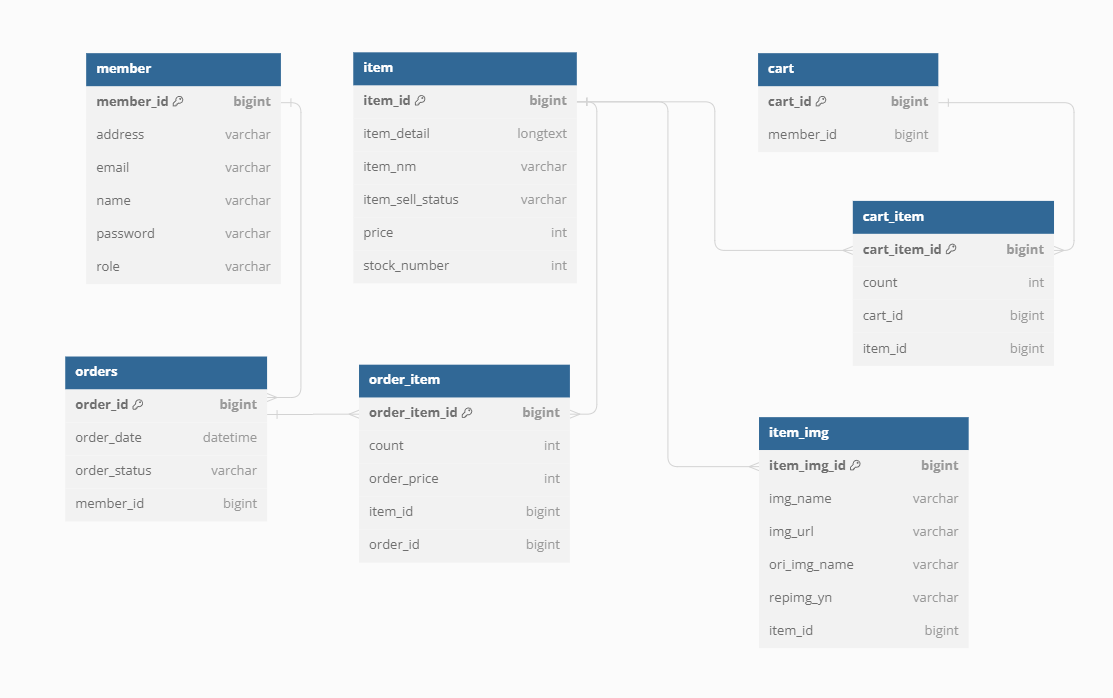 member
member_id bigint
address varchar
email varchar
name varchar
password varchar
role varchar
item
item_id bigint
item_detail longtext
item_nm varchar
item_sell_status varchar
price int
stock_number int
cart
cart_id bigint
member_id bigint
cart_item
cart_item_id bigint
count int
cart_id bigint
item_id bigint
orders
order_id bigint
order_date datetime
order_status varchar
member_id bigint
order_item
order_item_id bigint
count int
order_price int
item_id bigint
order_id bigint
item_img
item_img_id bigint
img_name varchar
img_url varchar
ori_img_name varchar
repimg_yn varchar
item_id bigint